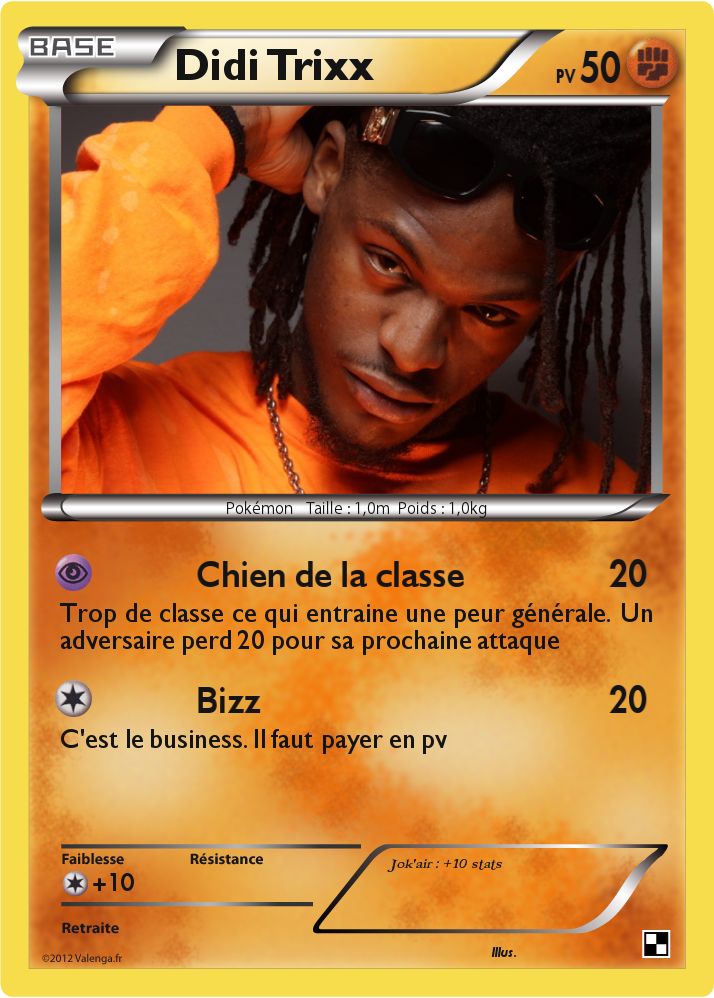 BASE
Didi Trixx
PV 50
Pokémon Taille : 1,0m Poids : 1,0kg
Chien de la classe 20
Trop de classe ce qui entraine une peur générale. Un
adversaire perd 20 pour sa prochaine attaque
Bizz 20
C'est le business. Il faut payer en pv
Faiblesse Résistance
+10
Jok'air : +10 stats
Retraite
Illus.
©2012 Valenga.fr